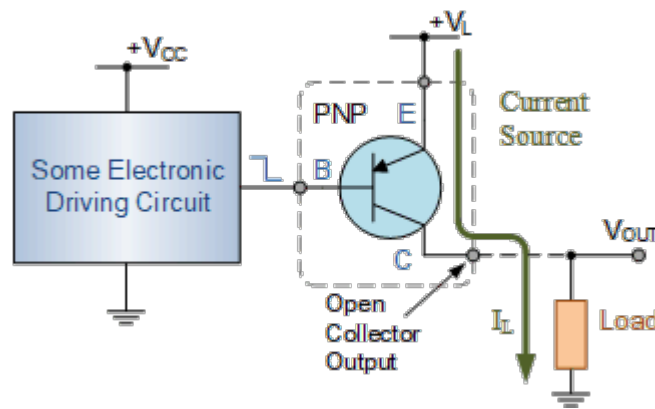 +VCC
+VL
PNP
E
Current
Source
Some Electronic
Driving Circuit
B
C
VOUT
Open
Collector
Output
IL
Load